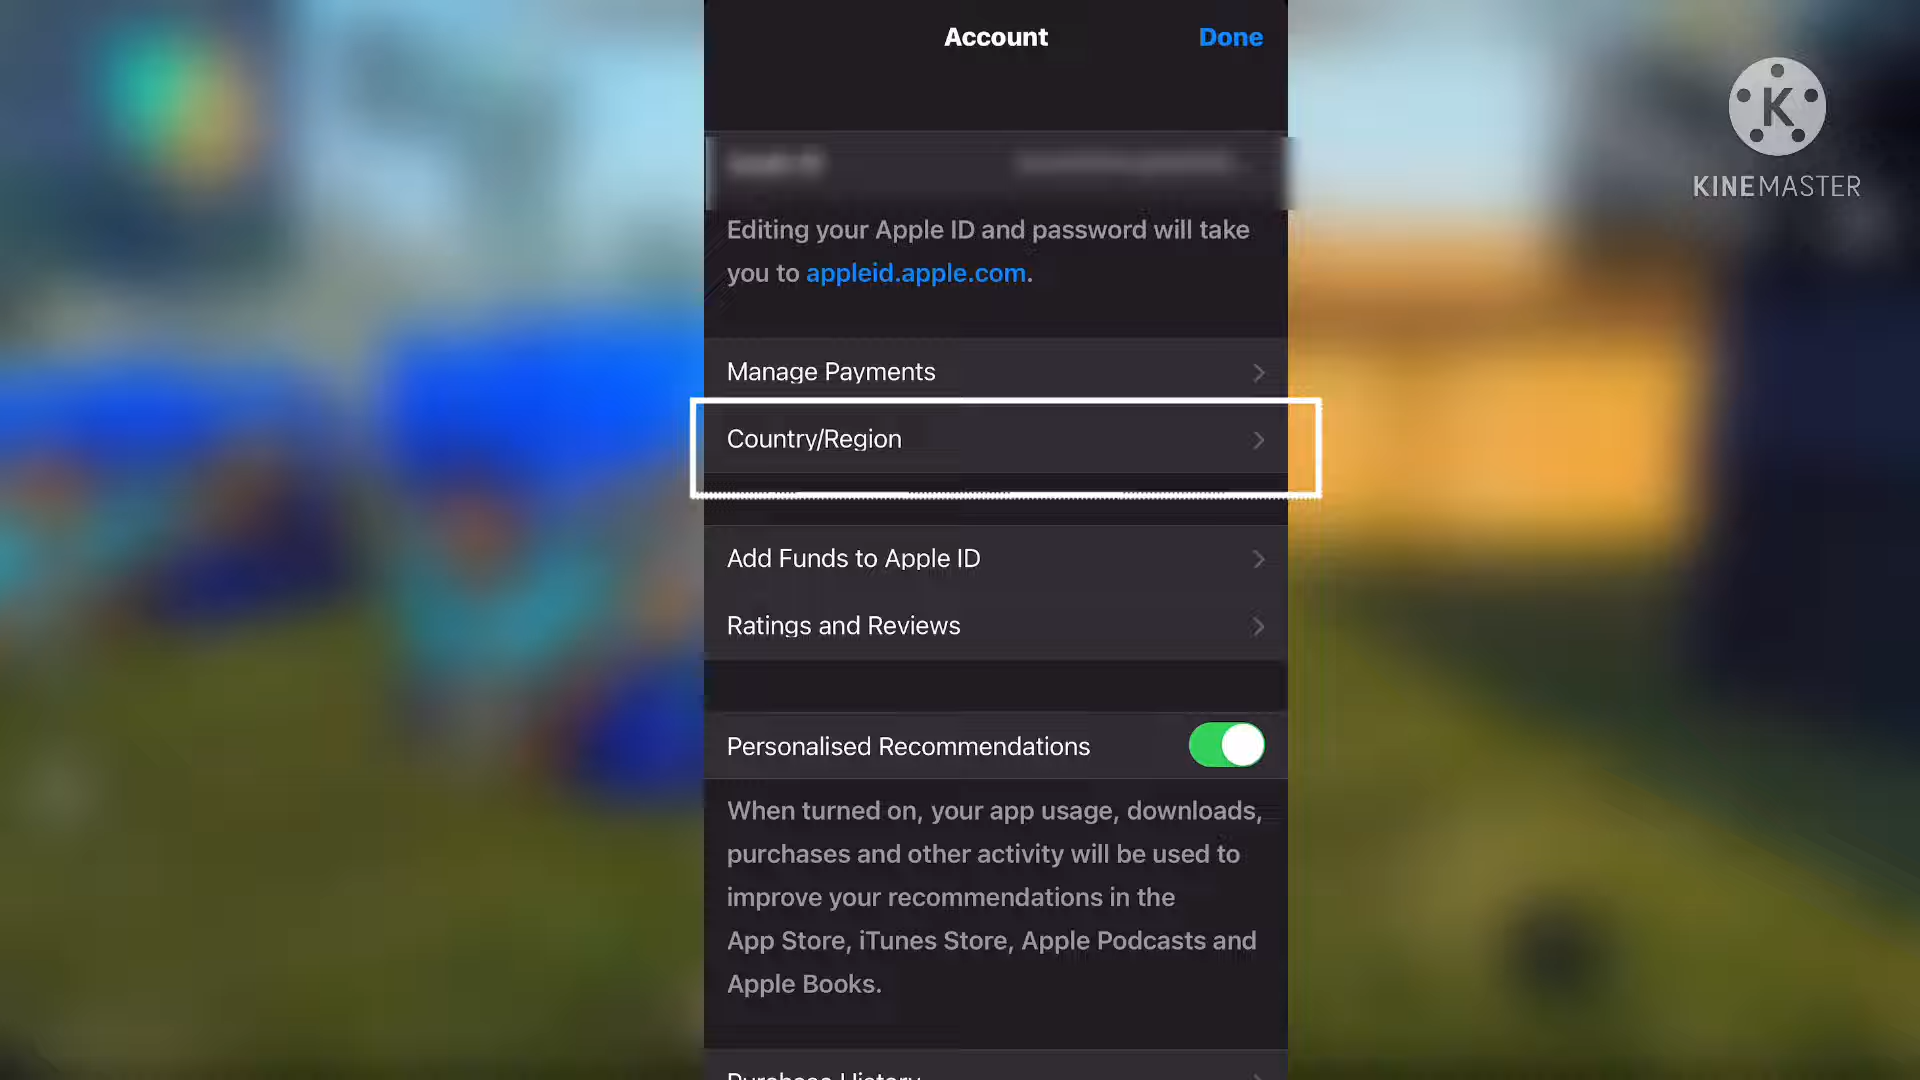 Account
Done
K
KINEMASTER
Editing your Apple ID and password will take
you to appleid.apple.com.
Manage Payments
Country/Region
Add Funds to Apple ID
Ratings and Reviews
Personalised Recommendations
When turned on, your app usage, downloads,
purchases and other activity will be used to
improve your recommendations in the
App Store, iTunes Store, Apple Podcasts and
Apple Books.
Purchase History